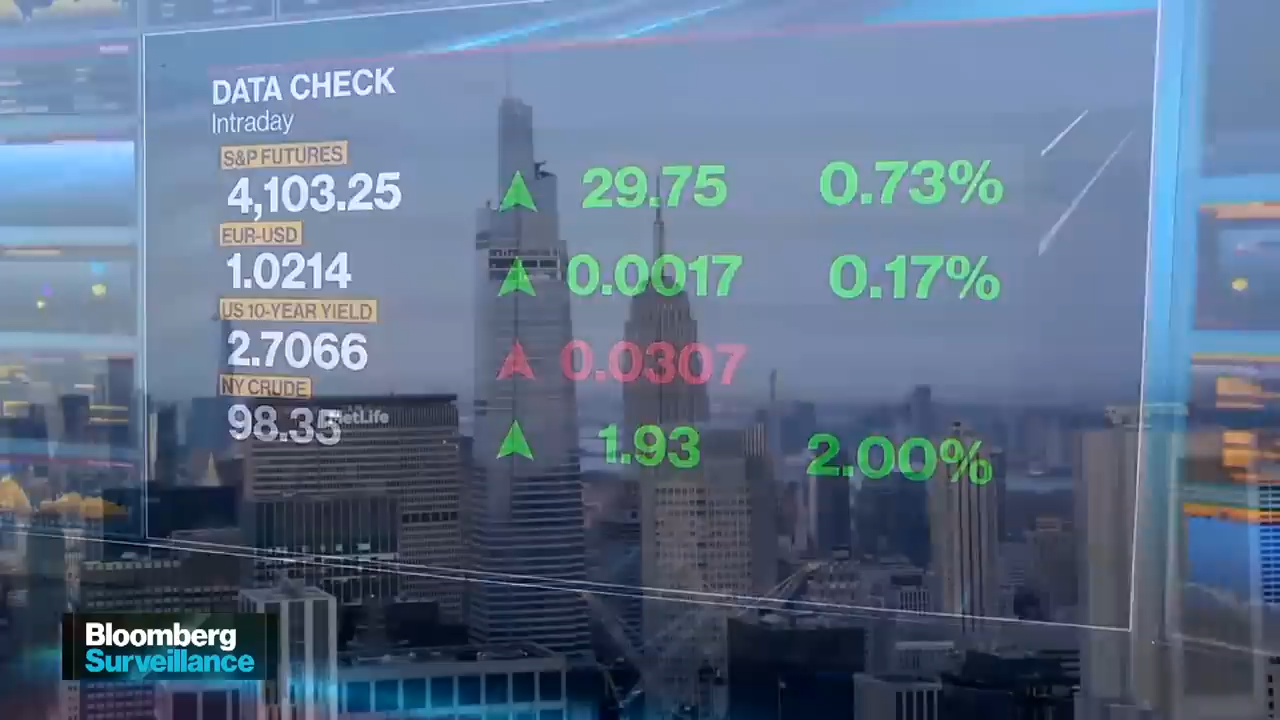 DATA CHECK
Intraday
S&P FUTURES
4,103.25 29.75 0.73%
EUR-USD
1.0214 0.0017 0.17%
US 10-YEAR YIELD
2.7066 0.0307
NY CRUDE
98.35 1.93 2.00%
MetLife
Bloomberg
Surveillance